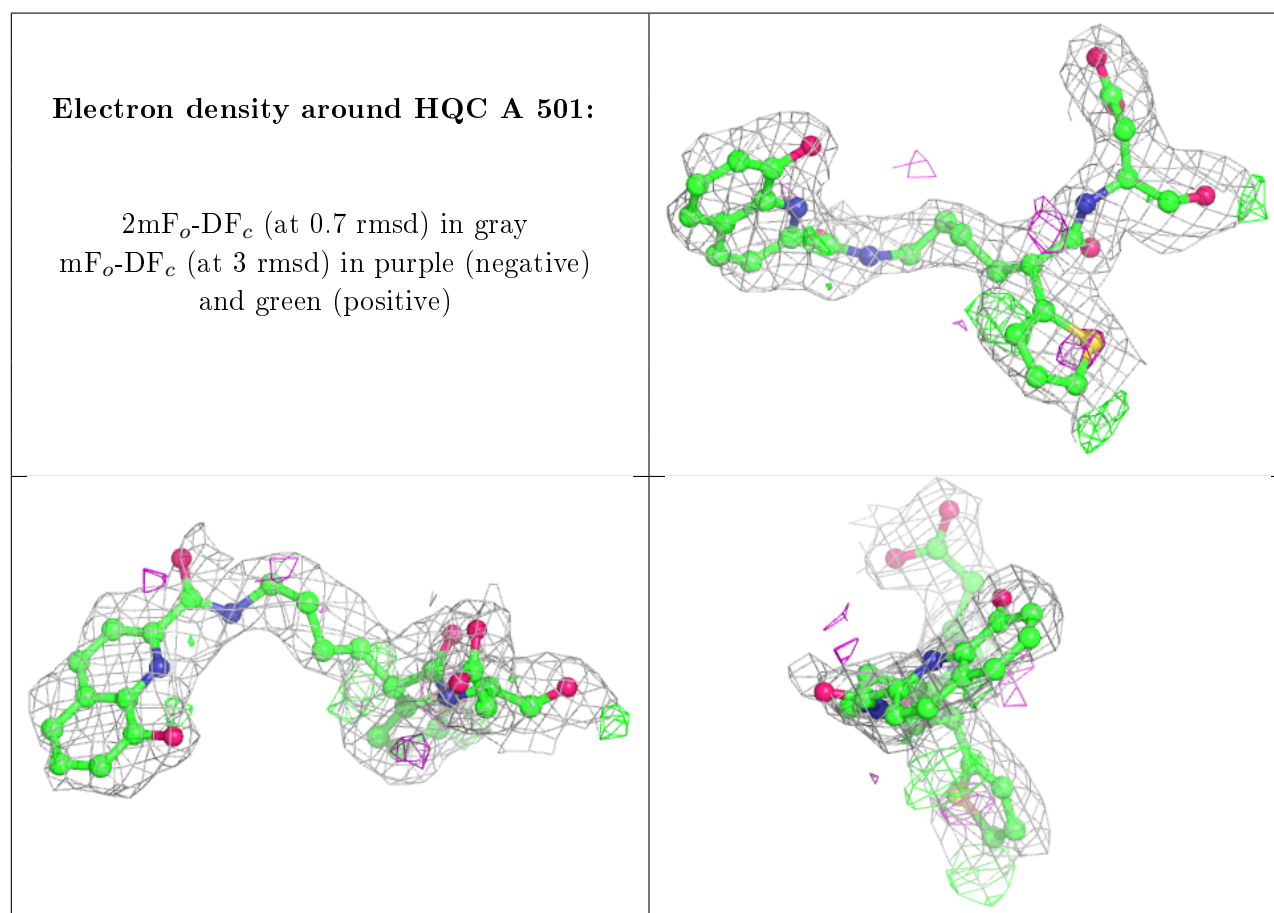 Electron density around HQC A 501:
2mFo-DFc (at 0.7 rmsd) in gray
mFo-DFc (at 3 rmsd) in purple (negative)
and green (positive)